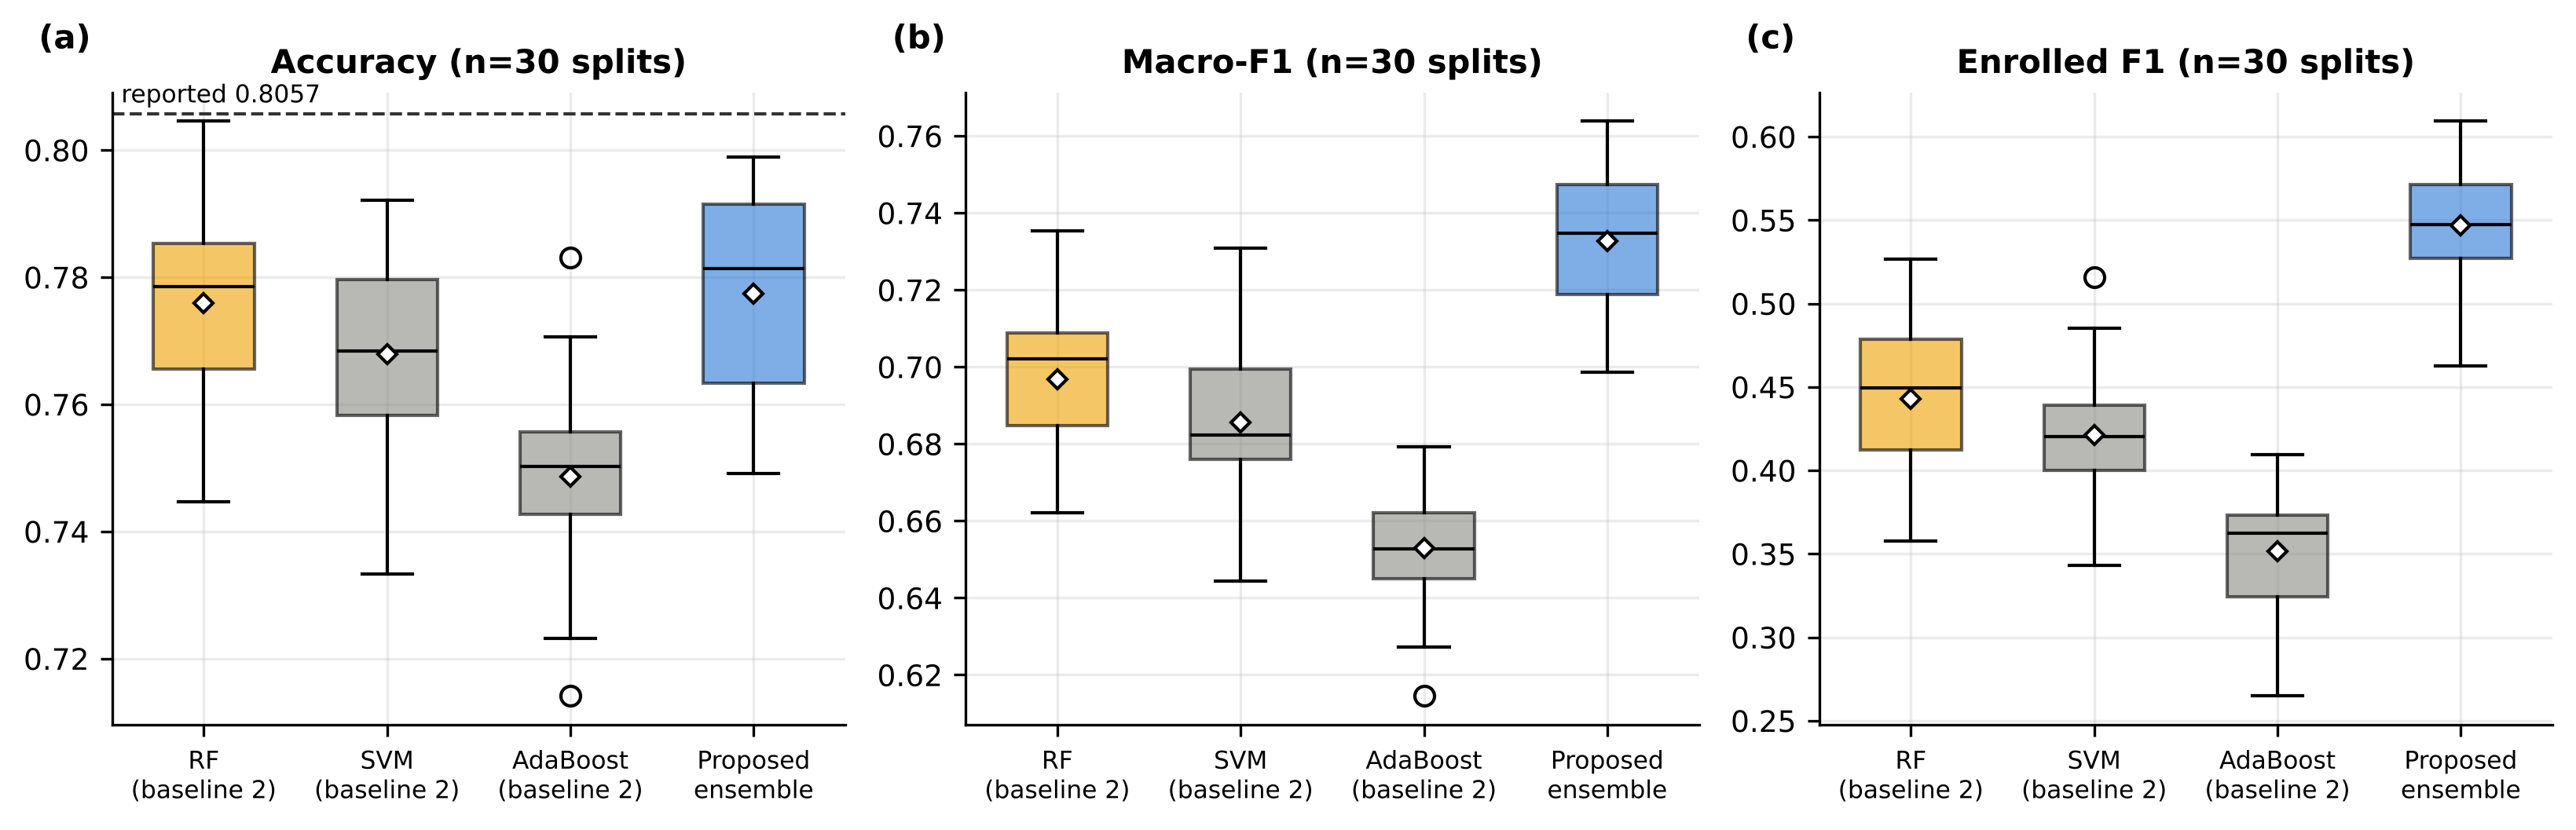 (a)
Accuracy (n=30 splits)
reported 0.8057
0.80
0.78
0.76
0.74
0.72
RF
(baseline 2)
SVM
(baseline 2)
AdaBoost
(baseline 2)
Proposed
ensemble
(b)
Macro-F1 (n=30 splits)
0.76
0.74
0.72
0.70
0.68
0.66
0.64
0.62
RF
(baseline 2)
SVM
(baseline 2)
AdaBoost
(baseline 2)
Proposed
ensemble
(c)
Enrolled F1 (n=30 splits)
0.60
0.55
0.50
0.45
0.40
0.35
0.30
0.25
RF
(baseline 2)
SVM
(baseline 2)
AdaBoost
(baseline 2)
Proposed
ensemble